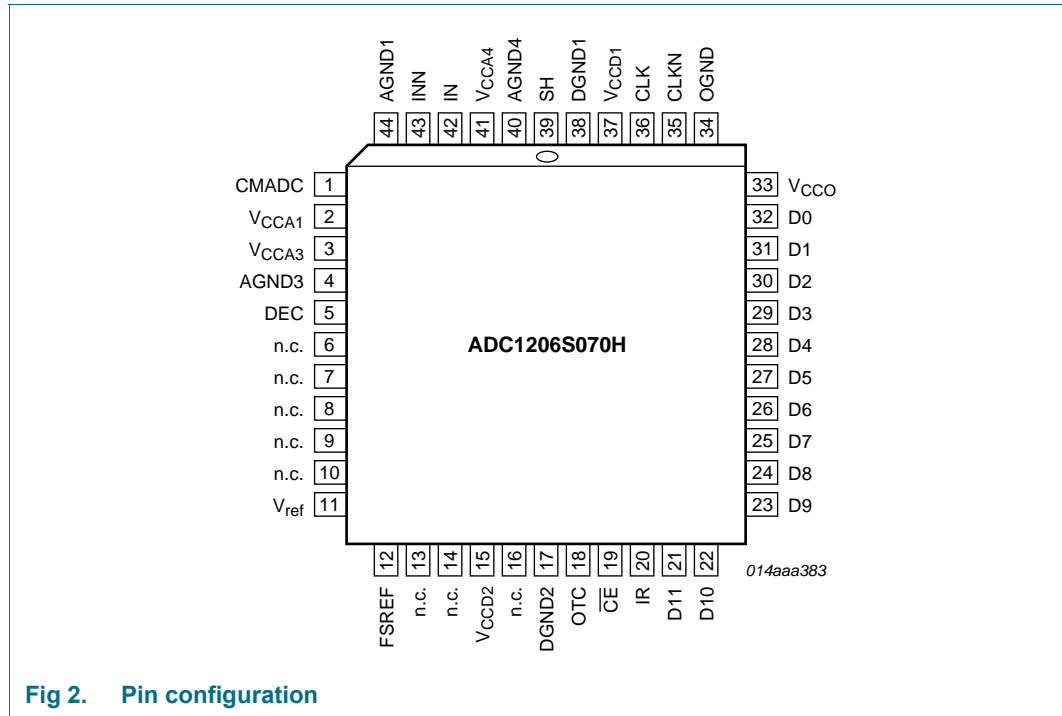 AGND1
INN
IN
VCCA4
AGND4
SH
DGND1
VCCD1
CLK
CLKN
OGND
44
43
42
41
40
39
38
37
36
35
34
CMADC 1
VCCA1 2
VCCA3 3
AGND3 4
DEC 5
n.c. 6
n.c. 7
n.c. 8
n.c. 9
n.c. 10
Vref 11
ADC1206S070H
33 VCCO
32 D0
31 D1
30 D2
29 D3
28 D4
27 D5
26 D6
25 D7
24 D8
23 D9
12
13
14
15
16
17
18
19
20
21
22
FSREF
n.c.
n.c.
VCCD2
n.c.
DGND2
OTC
C̅E̅
IR
D11
D10
014aaa383
Fig 2. Pin configuration